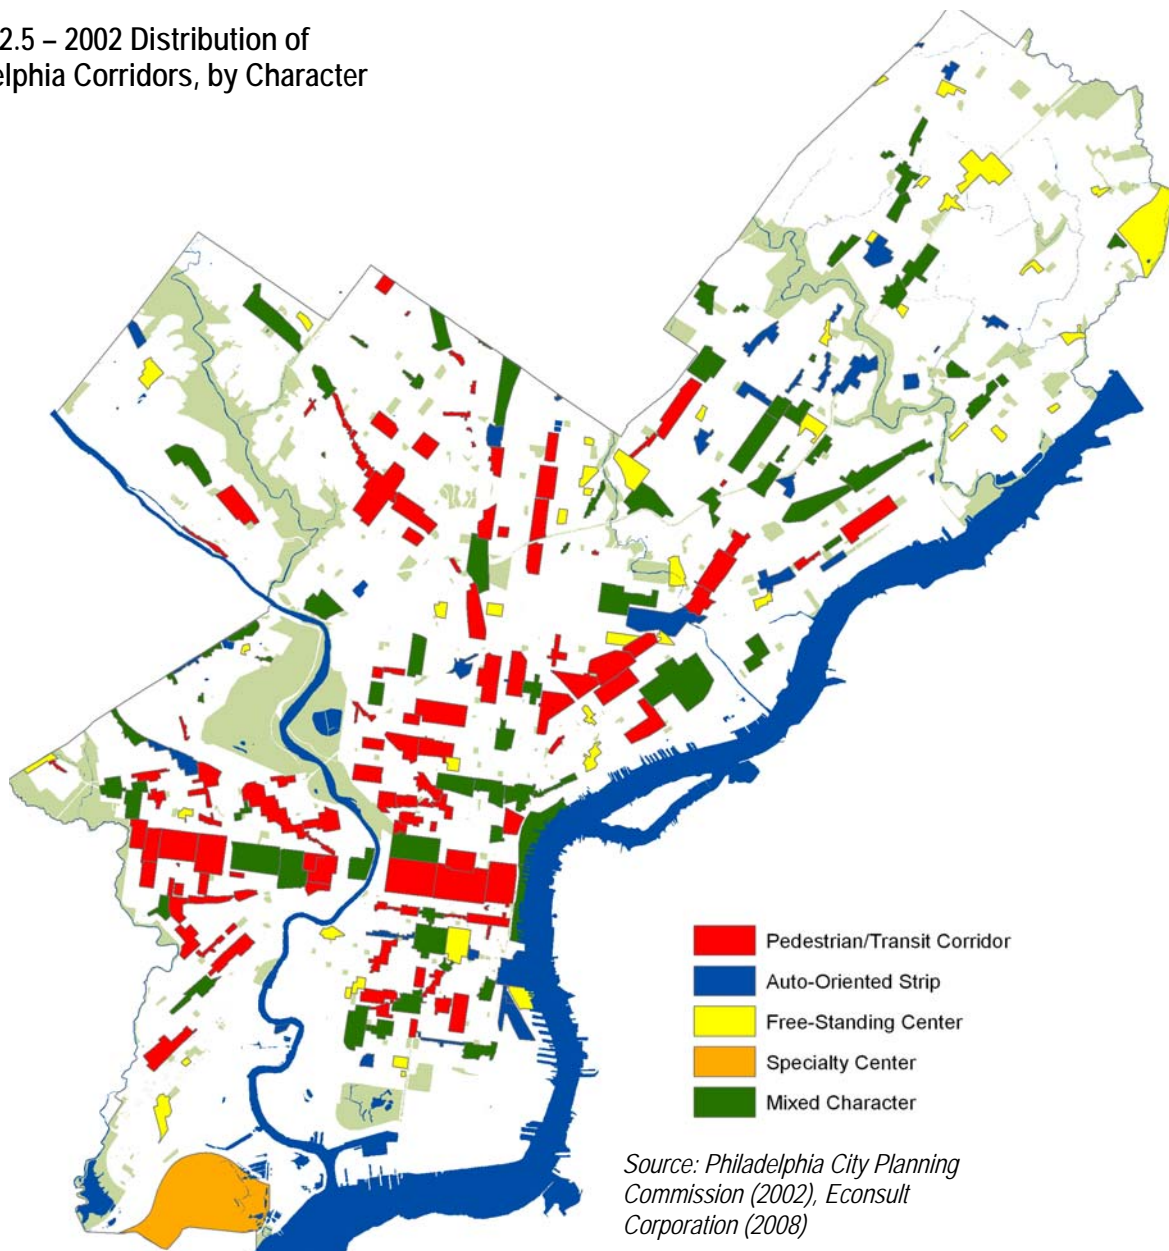 2.5 – 2002 Distribution of
elphia Corridors, by Character
Pedestrian/Transit Corridor
Auto-Oriented Strip
Free-Standing Center
Specialty Center
Mixed Character
Source: Philadelphia City Planning
Commission (2002), Econsult
Corporation (2008)